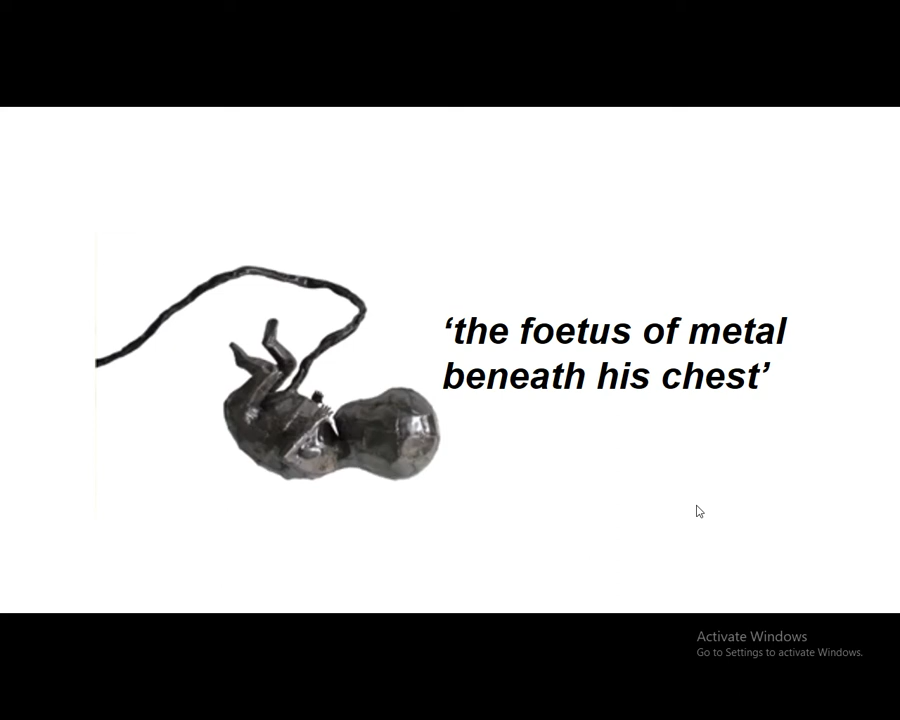 ‘the foetus of metal
beneath his chest’
Activate Windows
Go to Settings to activate Windows.